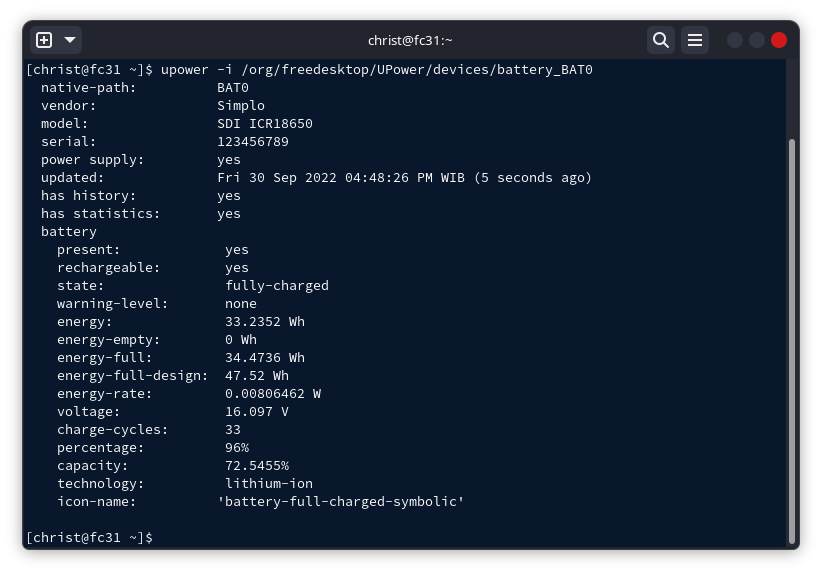 christ@fc31:~
[christ@fc31 ~]$ upower -i /org/freedesktop/UPower/devices/battery_BAT0
  native-path:          BAT0
  vendor:               Simplo
  model:                SDI ICR18650
  serial:               123456789
  power supply:         yes
  updated:              Fri 30 Sep 2022 04:48:26 PM WIB (5 seconds ago)
  has history:          yes
  has statistics:       yes
  battery
    present:             yes
    rechargeable:        yes
    state:               fully-charged
    warning-level:       none
    energy:              33.2352 Wh
    energy-empty:        0 Wh
    energy-full:         34.4736 Wh
    energy-full-design:  47.52 Wh
    energy-rate:         0.00806462 W
    voltage:             16.097 V
    charge-cycles:       33
    percentage:          96%
    capacity:            72.5455%
    technology:          lithium-ion
    icon-name:          'battery-full-charged-symbolic'
[christ@fc31 ~]$